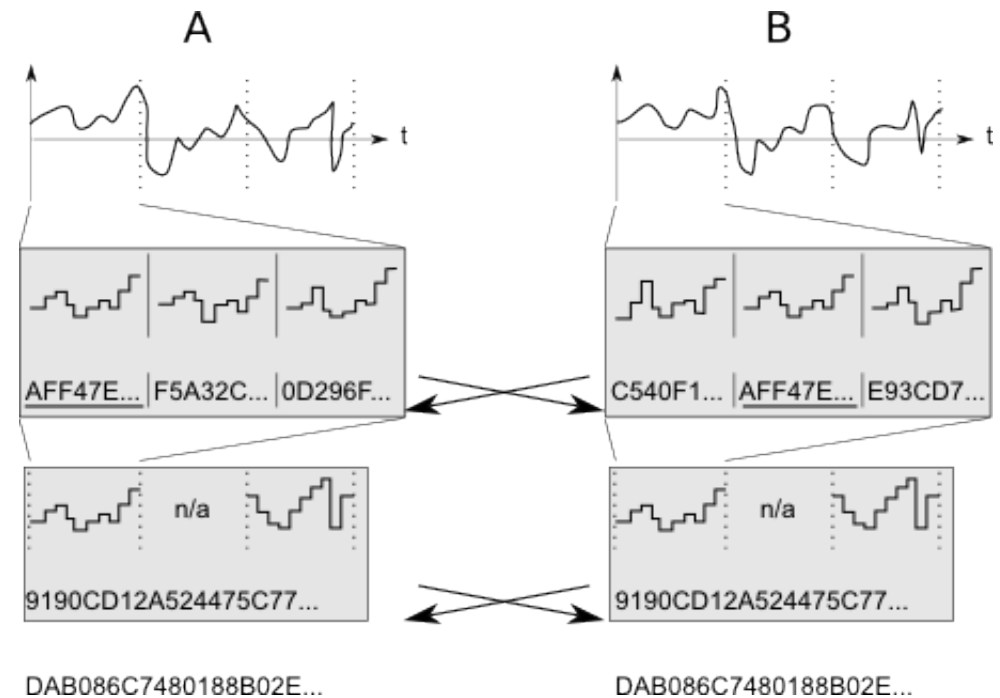 A B
t t
AFF47E... F5A32C... 0D296F... C540F1... AFF47E... E93CD7...
n/a n/a
9190CD12A524475C77... 9190CD12A524475C77...
DAB086C7480188B02E... DAB086C7480188B02E...